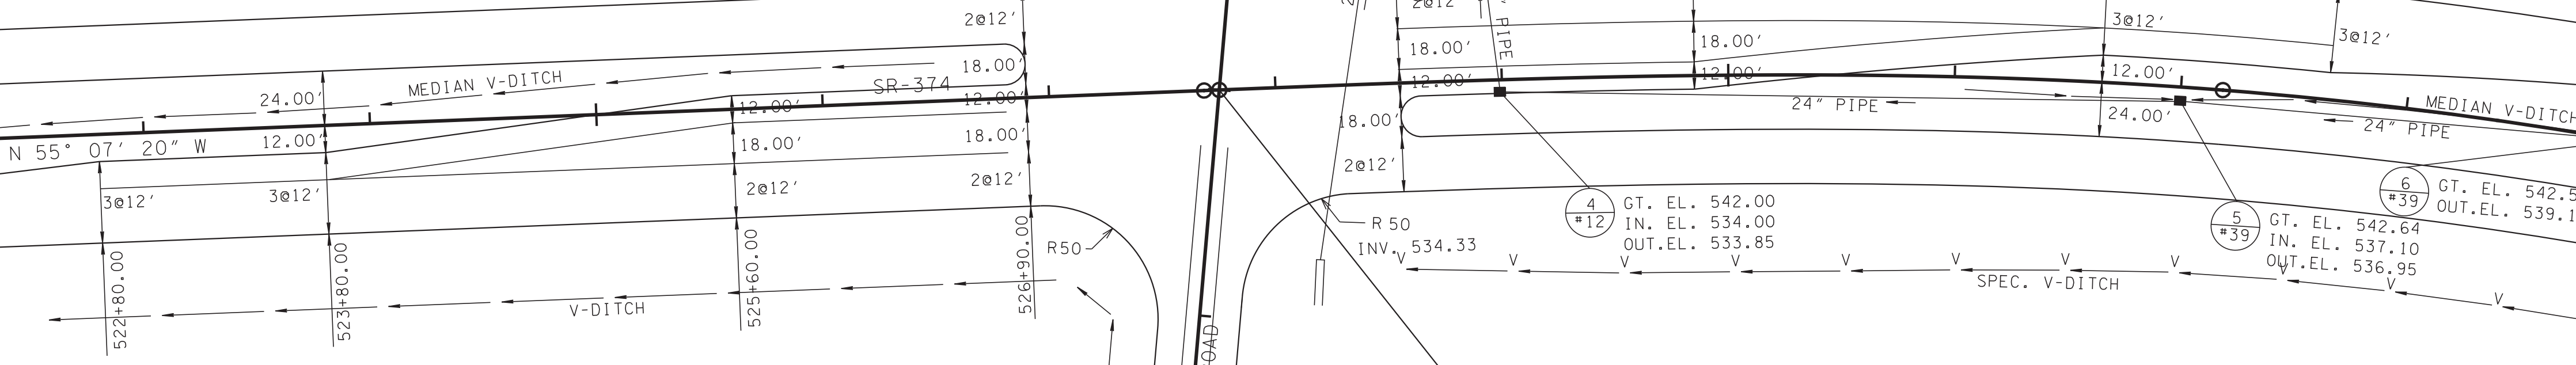 2@12'
18.00'
12.00'
18.00'
2@12'
SR-374
MEDIAN V-DITCH
24.00'
12.00'
N 55° 07' 20" W
3@12'
3@12'
12.00'
18.00'
2@12'
522+80.00
523+80.00
525+60.00
526+90.00
V-DITCH
R50
OAD
2@12'
18.00'
12.00'
18.00'
2@12'
" PIPE
18.00'
12.00'
R 50
INV. 534.33
4
#12
GT. EL. 542.00
IN. EL. 534.00
OUT.EL. 533.85
24" PIPE
3@12'
12.00'
24.00'
3@12'
MEDIAN V-DITCH
24" PIPE
5
#39
GT. EL. 542.64
IN. EL. 537.10
OUT.EL. 536.95
6
#39
GT. EL. 542.5
OUT.EL. 539.1
V V V V V V V V V V V
SPEC. V-DITCH